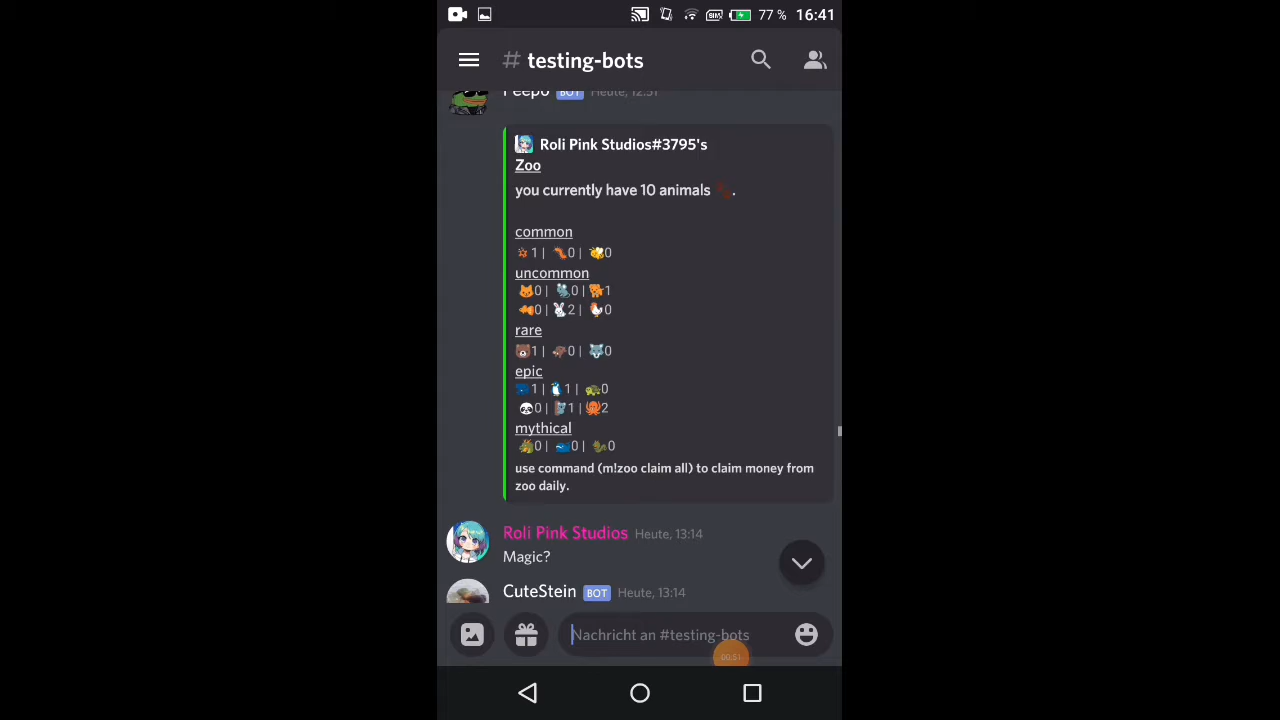 77 % 16:41
# testing-bots
Peepo BOT Heute, 12:51
Roli Pink Studios#3795's
Zoo
you currently have 10 animals .
common
1 | 0 | 0
uncommon
0 | 0 | 1
0 | 2 | 0
rare
1 | 0 | 0
epic
1 | 1 | 0
0 | 1 | 2
mythical
0 | 0 | 0
use command (m!zoo claim all) to claim money from
zoo daily.
Roli Pink Studios Heute, 13:14
Magic?
CuteStein BOT Heute, 13:14
Nachricht an #testing-bots
00:51